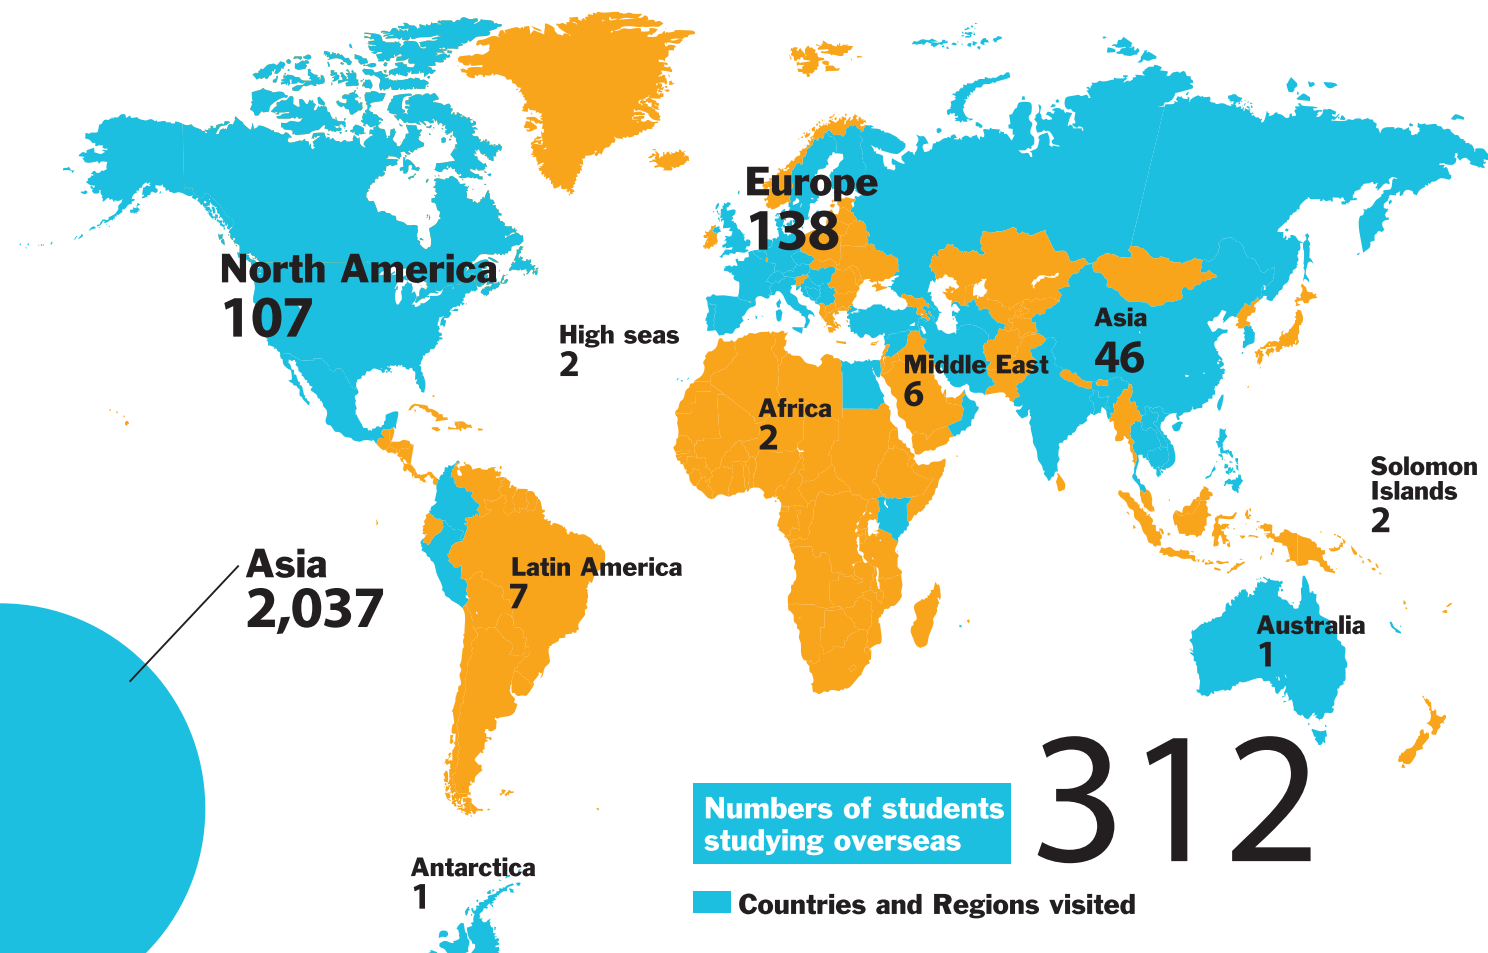 Europe
138
North America
107
High seas
2
Asia
46
Middle East
6
Africa
2
Solomon
Islands
2
Asia
2,037
Latin America
7
Australia
1
312
Numbers of students
studying overseas
Antarctica
1
Countries and Regions visited